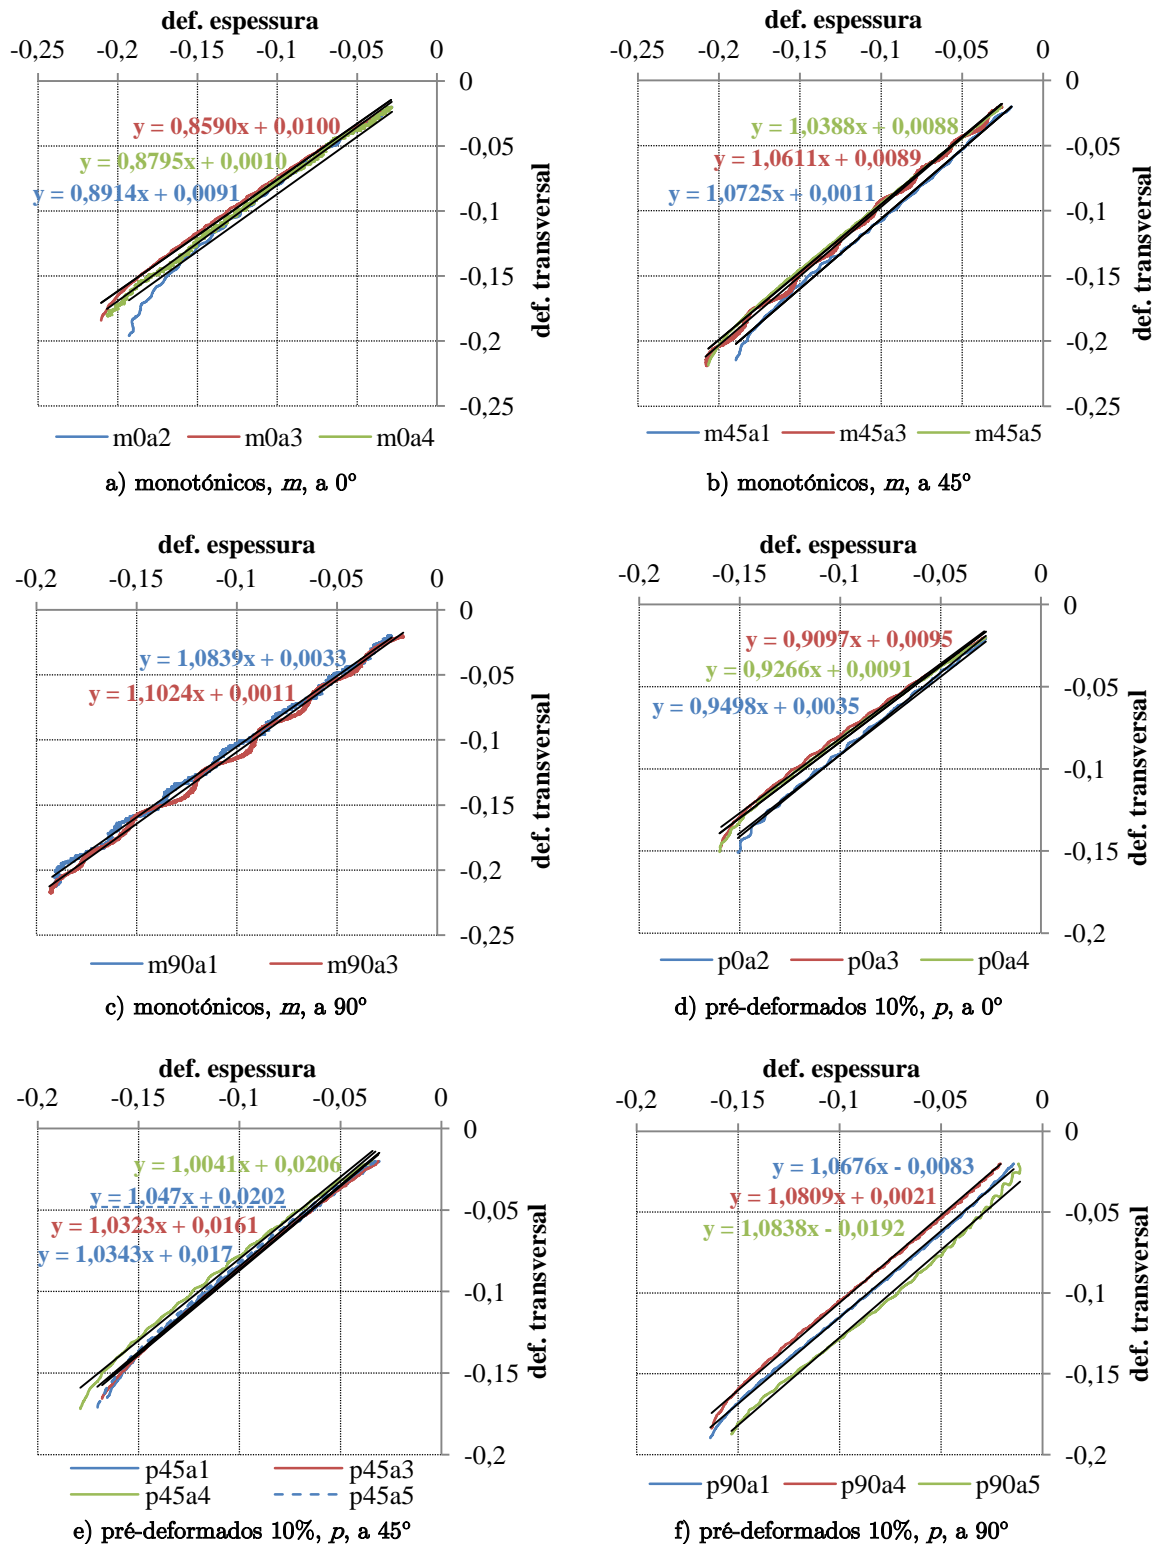 def. espessura
-0,25 -0,2 -0,15 -0,1 -0,05 0
0
-0,05
-0,1
-0,15
-0,2
-0,25
def. transversal
y = 0,8590x + 0,0100
y = 0,8795x + 0,0010
y = 0,8914x + 0,0091
m0a2 m0a3 m0a4
a) monotónicos, m, a 0º
def. espessura
-0,25 -0,2 -0,15 -0,1 -0,05 0
0
-0,05
-0,1
-0,15
-0,2
-0,25
def. transversal
y = 1,0388x + 0,0088
y = 1,0611x + 0,0089
y = 1,0725x + 0,0011
m45a1 m45a3 m45a5
b) monotónicos, m, a 45º
def. espessura
-0,2 -0,15 -0,1 -0,05 0
0
-0,05
-0,1
-0,15
-0,2
-0,25
def. transversal
y = 1,0839x + 0,0033
y = 1,1024x + 0,0011
m90a1 m90a3
c) monotónicos, m, a 90º
def. espessura
-0,2 -0,15 -0,1 -0,05 0
0
-0,05
-0,1
-0,15
-0,2
def. transversal
y = 0,9097x + 0,0095
y = 0,9266x + 0,0091
y = 0,9498x + 0,0035
p0a2 p0a3 p0a4
d) pré-deformados 10%, p, a 0º
def. espessura
-0,2 -0,15 -0,1 -0,05 0
0
-0,05
-0,1
-0,15
-0,2
def. transversal
y = 1,0041x + 0,0206
y = 1,047x + 0,0202
y = 1,0323x + 0,0161
y = 1,0343x + 0,017
p45a1 p45a3
p45a4 p45a5
e) pré-deformados 10%, p, a 45º
def. espessura
-0,2 -0,15 -0,1 -0,05 0
0
-0,05
-0,1
-0,15
-0,2
def. transversal
y = 1,0676x - 0,0083
y = 1,0809x + 0,0021
y = 1,0838x - 0,0192
p90a1 p90a4 p90a5
f) pré-deformados 10%, p, a 90º